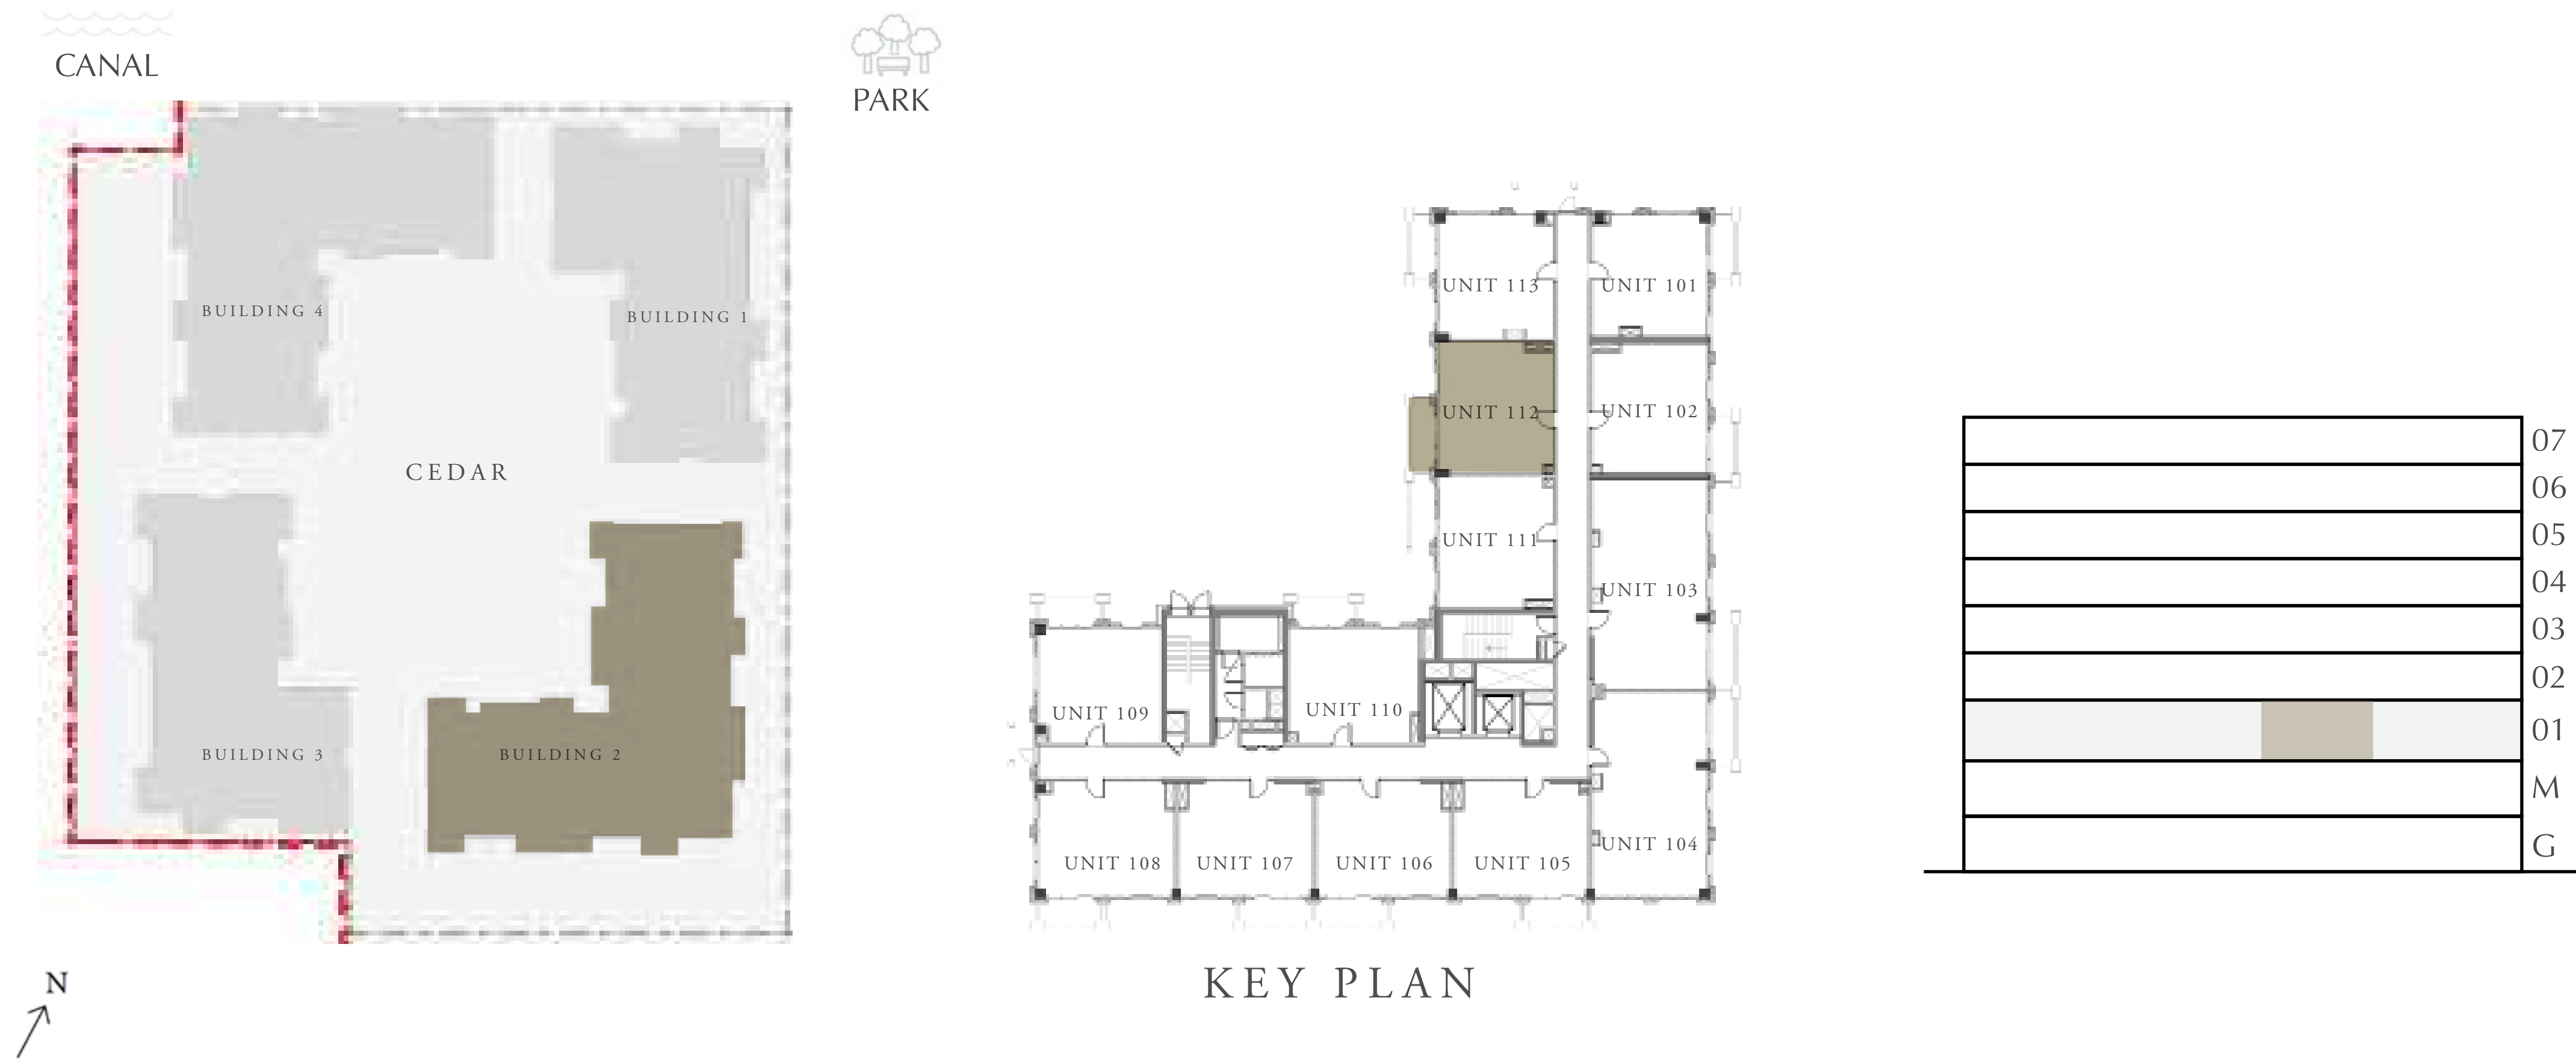 CANAL
PARK
BUILDING 4
BUILDING 1
CEDAR
BUILDING 3
BUILDING 2
N
UNIT 113
UNIT 101
UNIT 112
UNIT 102
UNIT 111
UNIT 103
UNIT 109
UNIT 110
UNIT 108
UNIT 107
UNIT 106
UNIT 105
UNIT 104
KEY PLAN
07
06
05
04
03
02
01
M
G